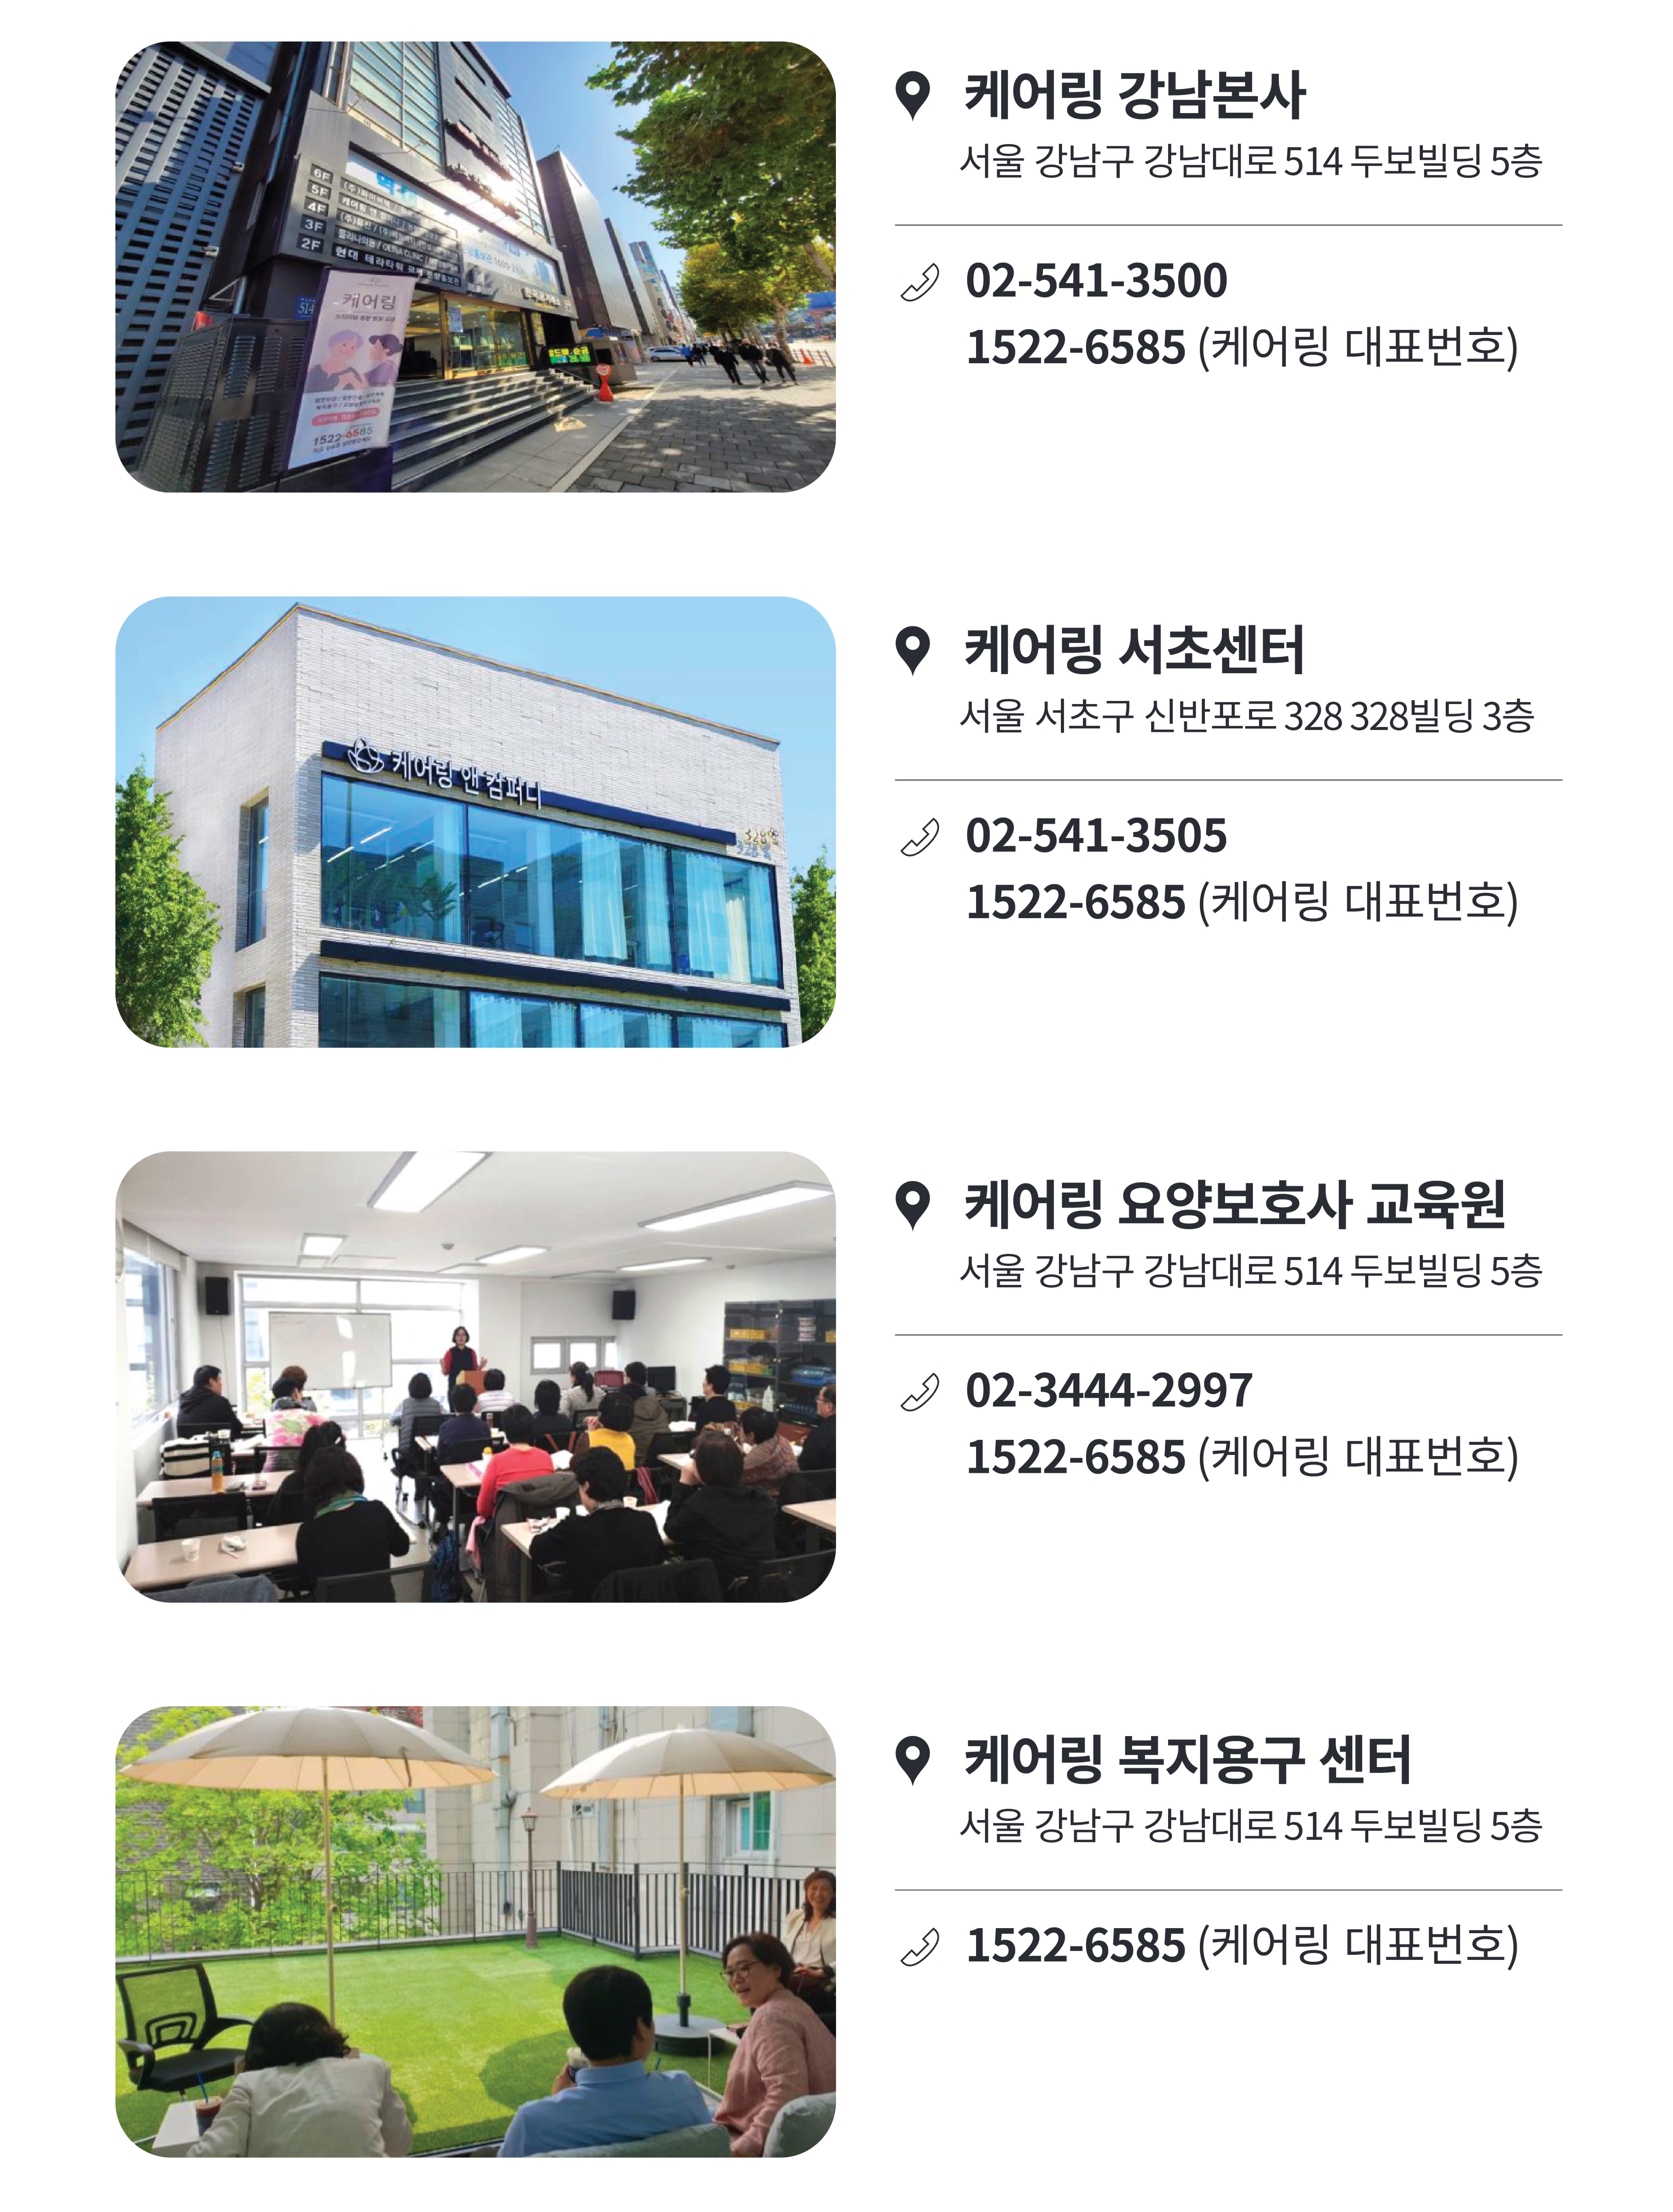 케어링 강남본사
서울 강남구 강남대로 514 두보빌딩 5층
02-541-3500
1522-6585 (케어링 대표번호)
6F
5F
4F
3F
2F
케어링
1522-6585
케어링 서초센터
서울 서초구 신반포로 328 328빌딩 3층
02-541-3505
1522-6585 (케어링 대표번호)
케어링 앤 컴퍼니
328
케어링 요양보호사 교육원
서울 강남구 강남대로 514 두보빌딩 5층
02-3444-2997
1522-6585 (케어링 대표번호)
케어링 복지용구 센터
서울 강남구 강남대로 514 두보빌딩 5층
1522-6585 (케어링 대표번호)